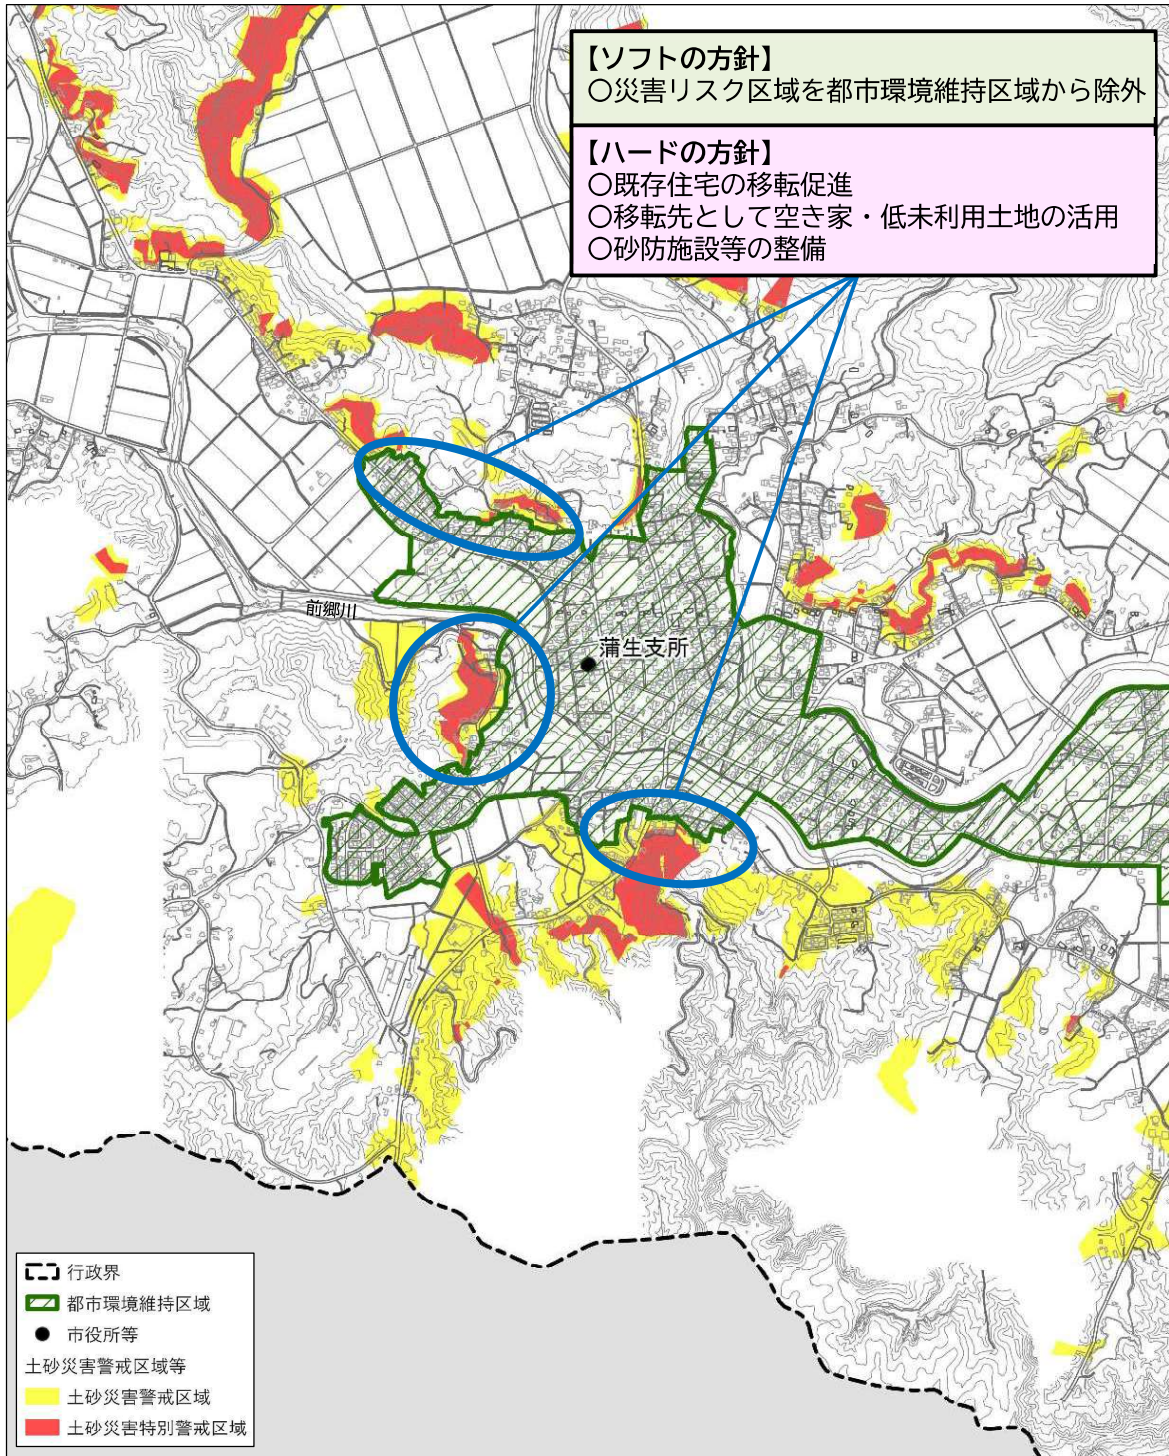 【ソフトの方針】
○災害リスク区域を都市環境維持区域から除外
【ハードの方針】
○既存住宅の移転促進
○移転先として空き家・低未利用土地の活用
○砂防施設等の整備
前郷川
蒲生支所
行政界
都市環境維持区域
市役所等
土砂災害警戒区域等
土砂災害警戒区域
土砂災害特別警戒区域